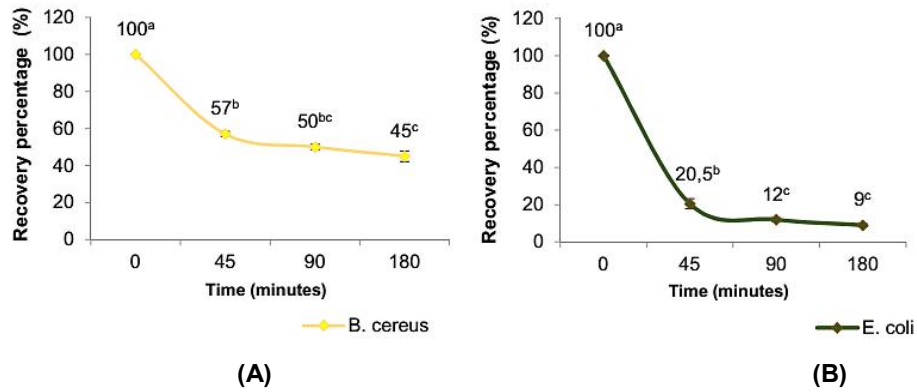 Recovery percentage (%)
120
100
80
60
40
20
0
100ᵃ
57ᵇ
50ᵇᶜ
45ᶜ
0 45 90 180
Time (minutes)
B. cereus
(A)
Recovery percentage (%)
120
100
80
60
40
20
0
100ᵃ
20,5ᵇ
12ᶜ
9ᶜ
0 45 90 180
Time (minutes)
E. coli
(B)